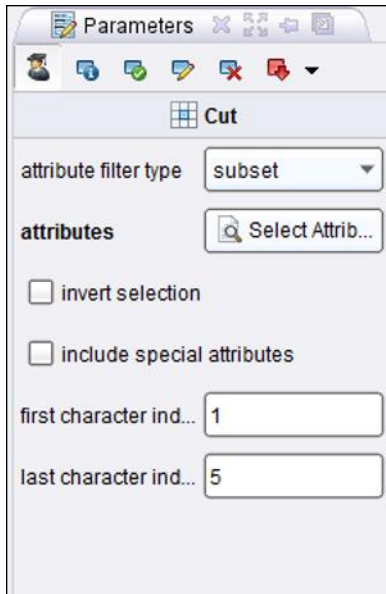 Parameters
Cut
attribute filter type subset
attributes Select Attrib...
invert selection
include special attributes
first character ind... 1
last character ind... 5